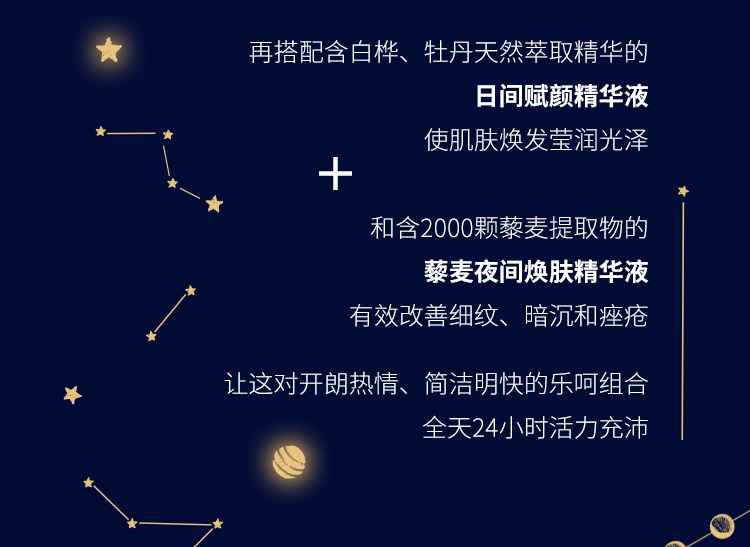 再搭配含白桦、牡丹天然萃取精华的
日间赋颜精华液
使肌肤焕发莹润光泽
+
和含2000颗藜麦提取物的
藜麦夜间焕肤精华液
有效改善细纹、暗沉和痤疮
让这对开朗热情、简洁明快的乐呵组合
全天24小时活力充沛